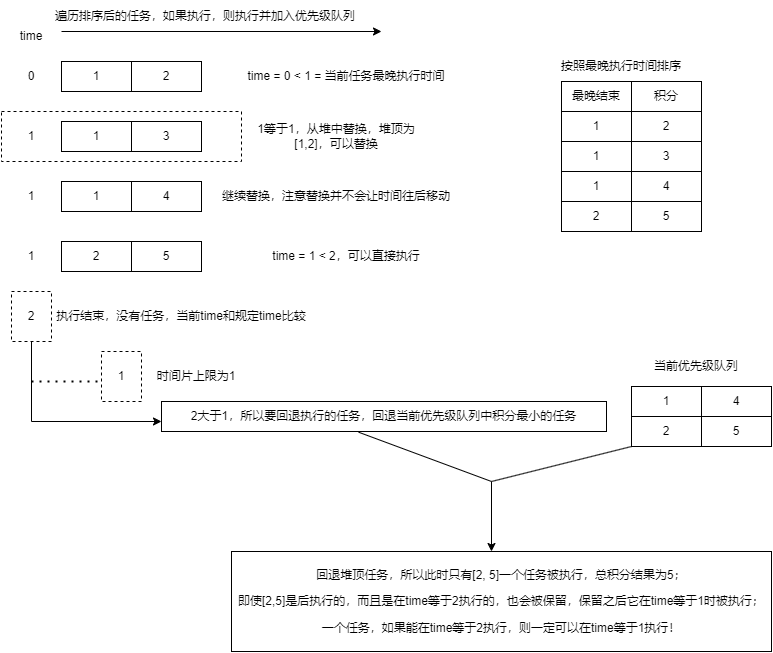 遍历排序后的任务，如果执行，则执行并加入优先级队列
time
0 1 2 time = 0 < 1 = 当前任务最晚执行时间
1 1 3 1等于1，从堆中替换，堆顶为
[1,2]，可以替换
1 1 4 继续替换，注意替换并不会让时间往后移动
1 2 5 time = 1 < 2，可以直接执行
按照最晚执行时间排序
最晚结束 积分
1 2
1 3
1 4
2 5
2 执行结束，没有任务，当前time和规定time比较
1 时间片上限为1
2大于1，所以要回退执行的任务，回退当前优先级队列中积分最小的任务
当前优先级队列
1 4
2 5
回退堆顶任务，所以此时只有[2, 5]一个任务被执行，总积分结果为5；
即使[2,5]是后执行的，而且是在time等于2执行的，也会被保留，保留之后它在time等于1时被执行；
一个任务，如果能在time等于2执行，则一定可以在time等于1执行！